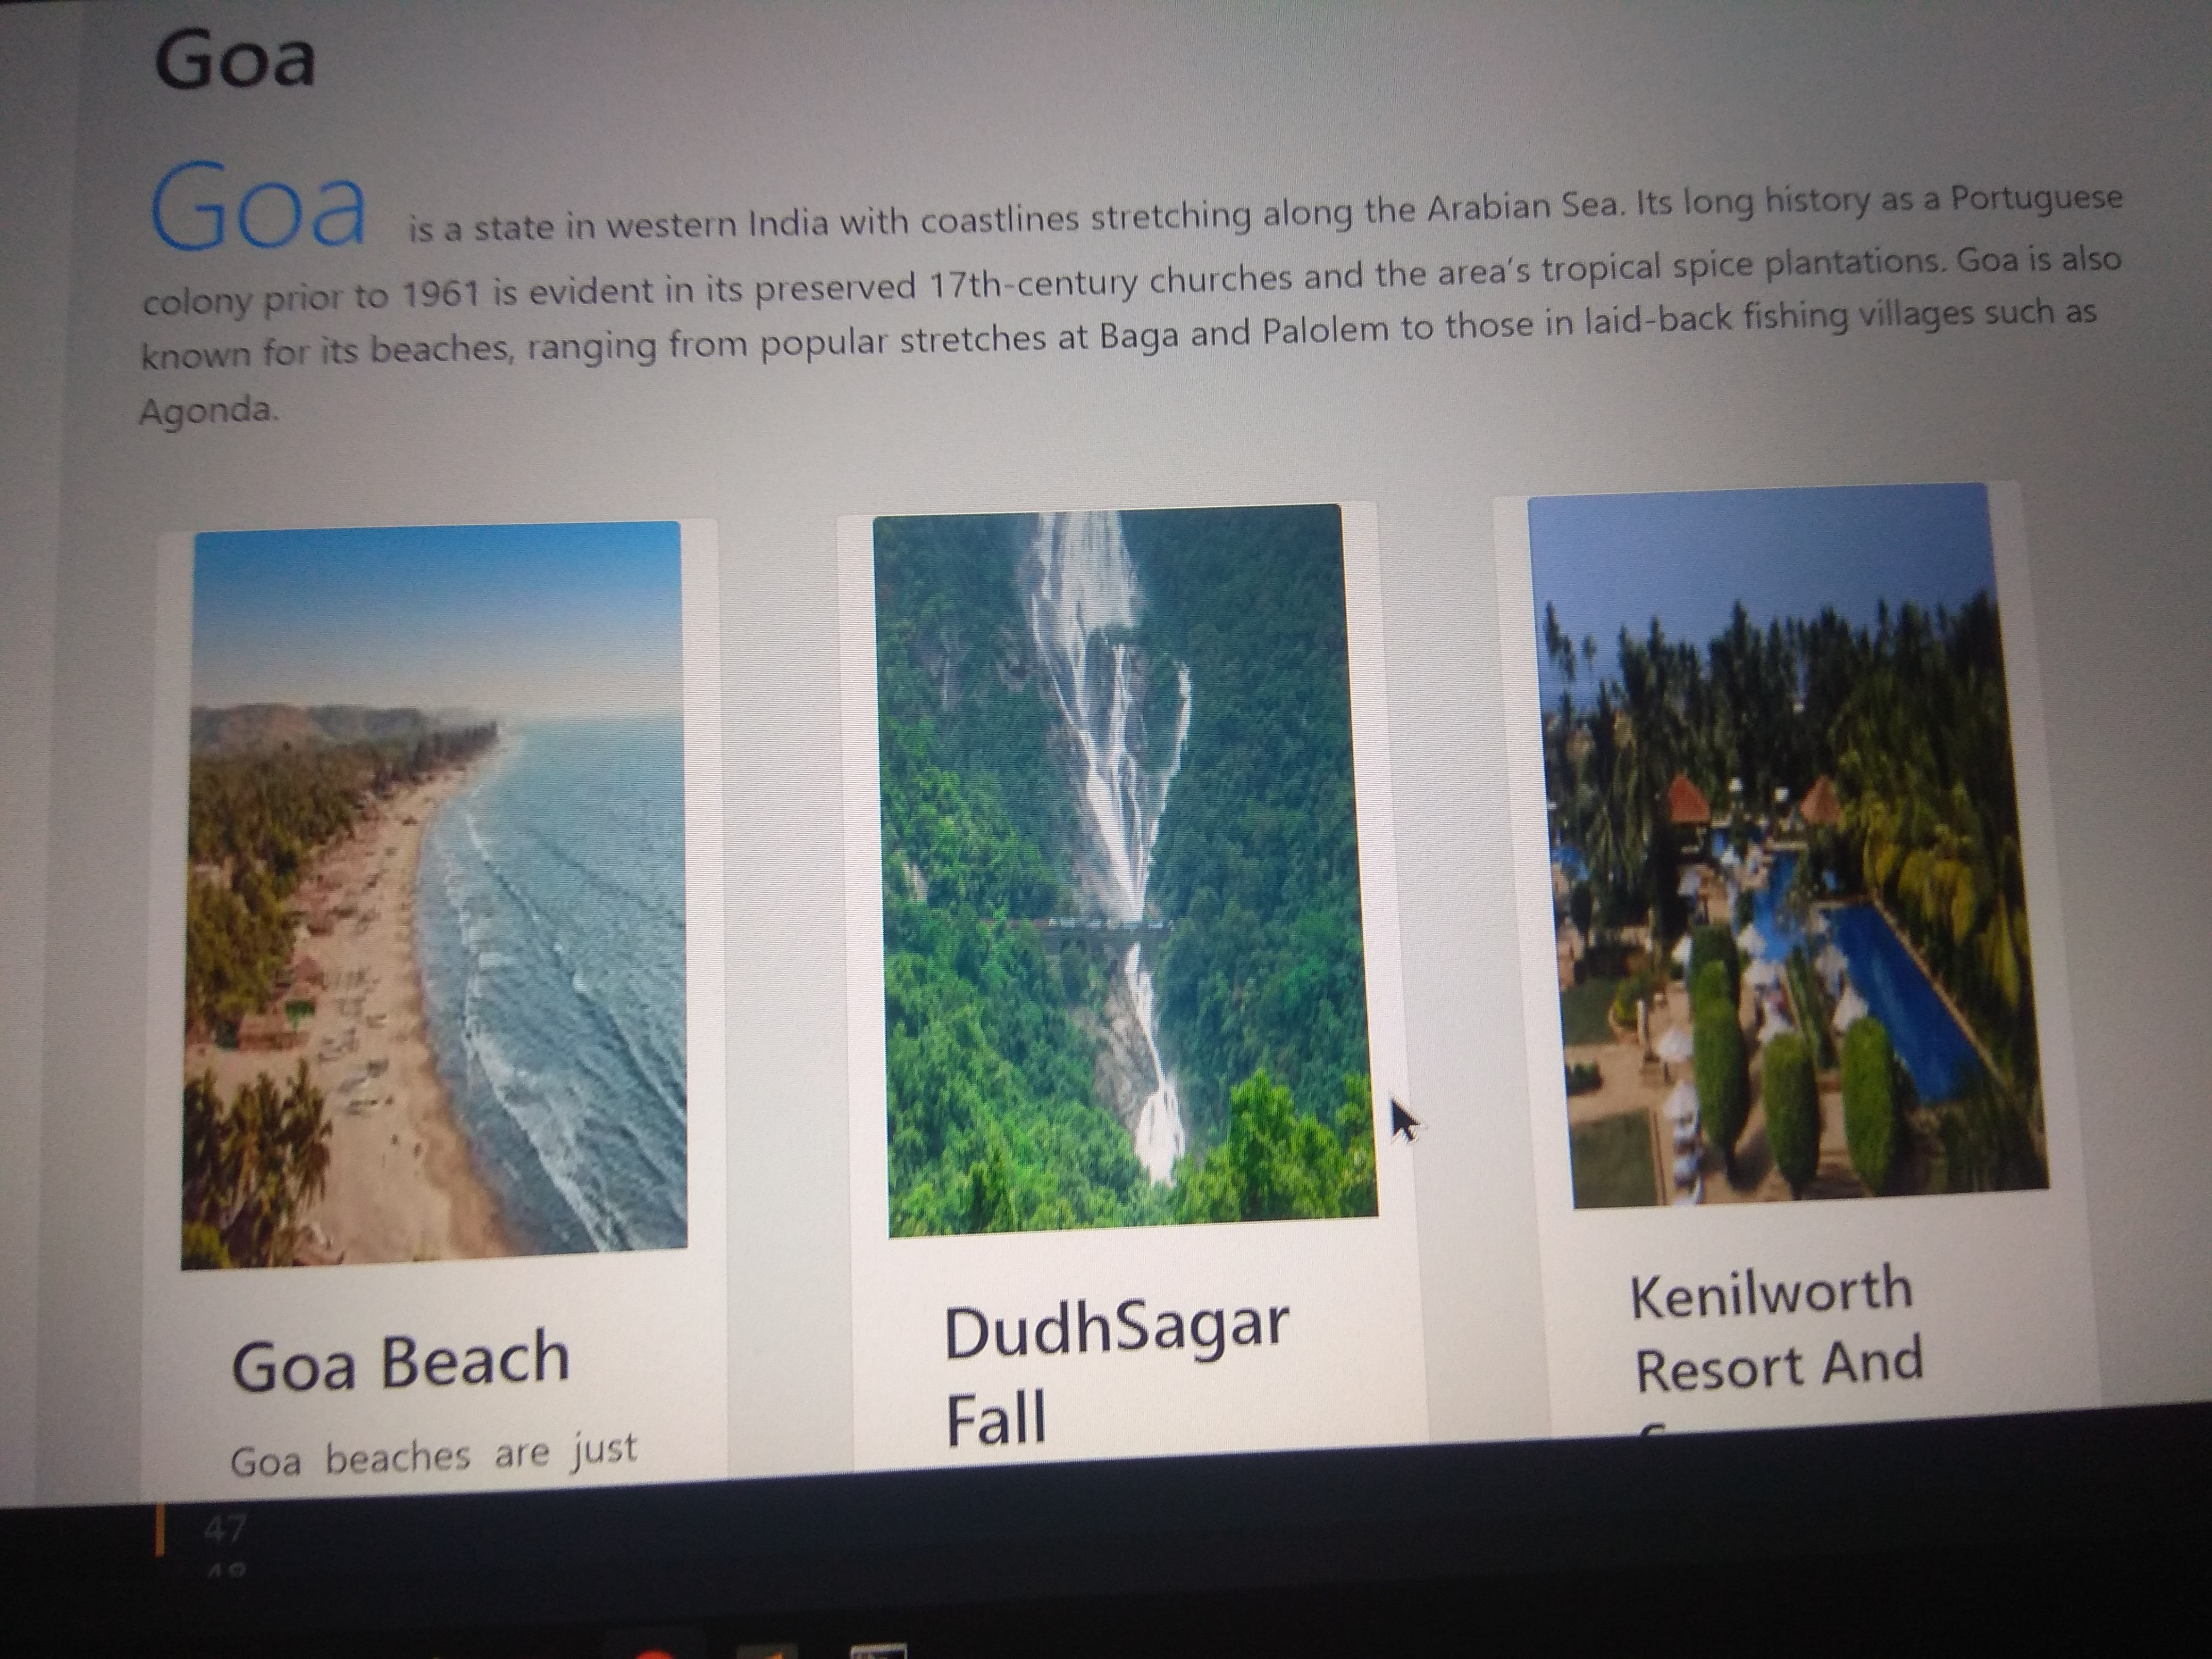 Goa
Goa is a state in western India with coastlines stretching along the Arabian Sea. Its long history as a Portuguese
colony prior to 1961 is evident in its preserved 17th-century churches and the area's tropical spice plantations. Goa is also
known for its beaches, ranging from popular stretches at Baga and Palolem to those in laid-back fishing villages such as
Agonda.
Goa Beach
Goa beaches are just
DudhSagar
Fall
Kenilworth
Resort And
47